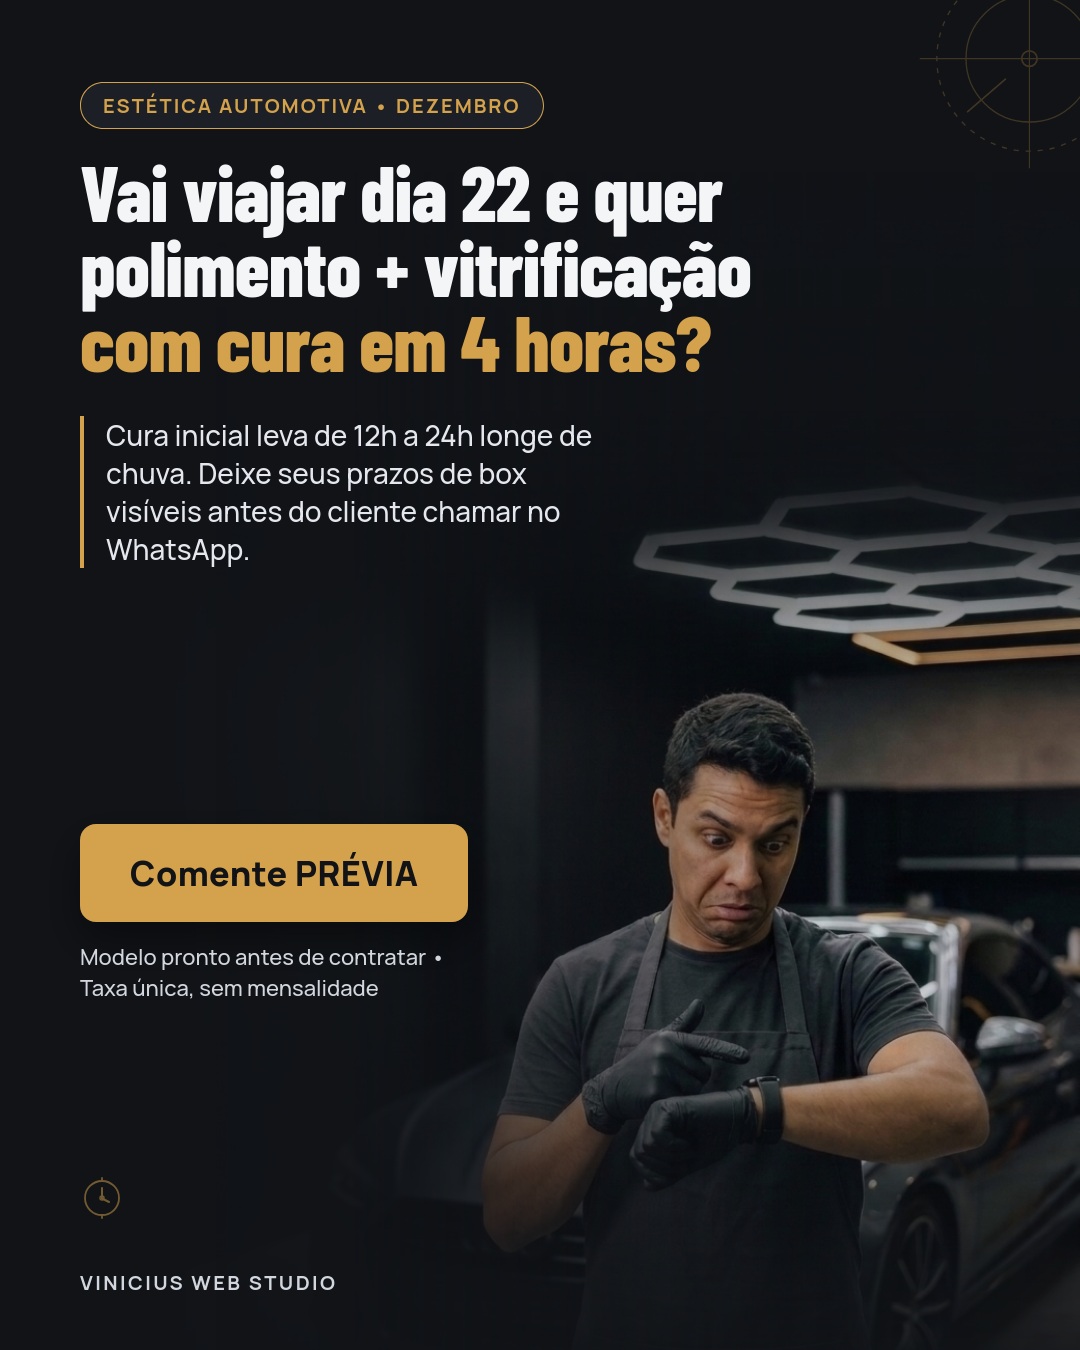 ESTÉTICA AUTOMOTIVA • DEZEMBRO
Vai viajar dia 22 e quer
polimento + vitrificação
com cura em 4 horas?
Cura inicial leva de 12h a 24h longe de
chuva. Deixe seus prazos de box
visíveis antes do cliente chamar no
WhatsApp.
Comente PRÉVIA
Modelo pronto antes de contratar •
Taxa única, sem mensalidade
VINICIUS WEB STUDIO